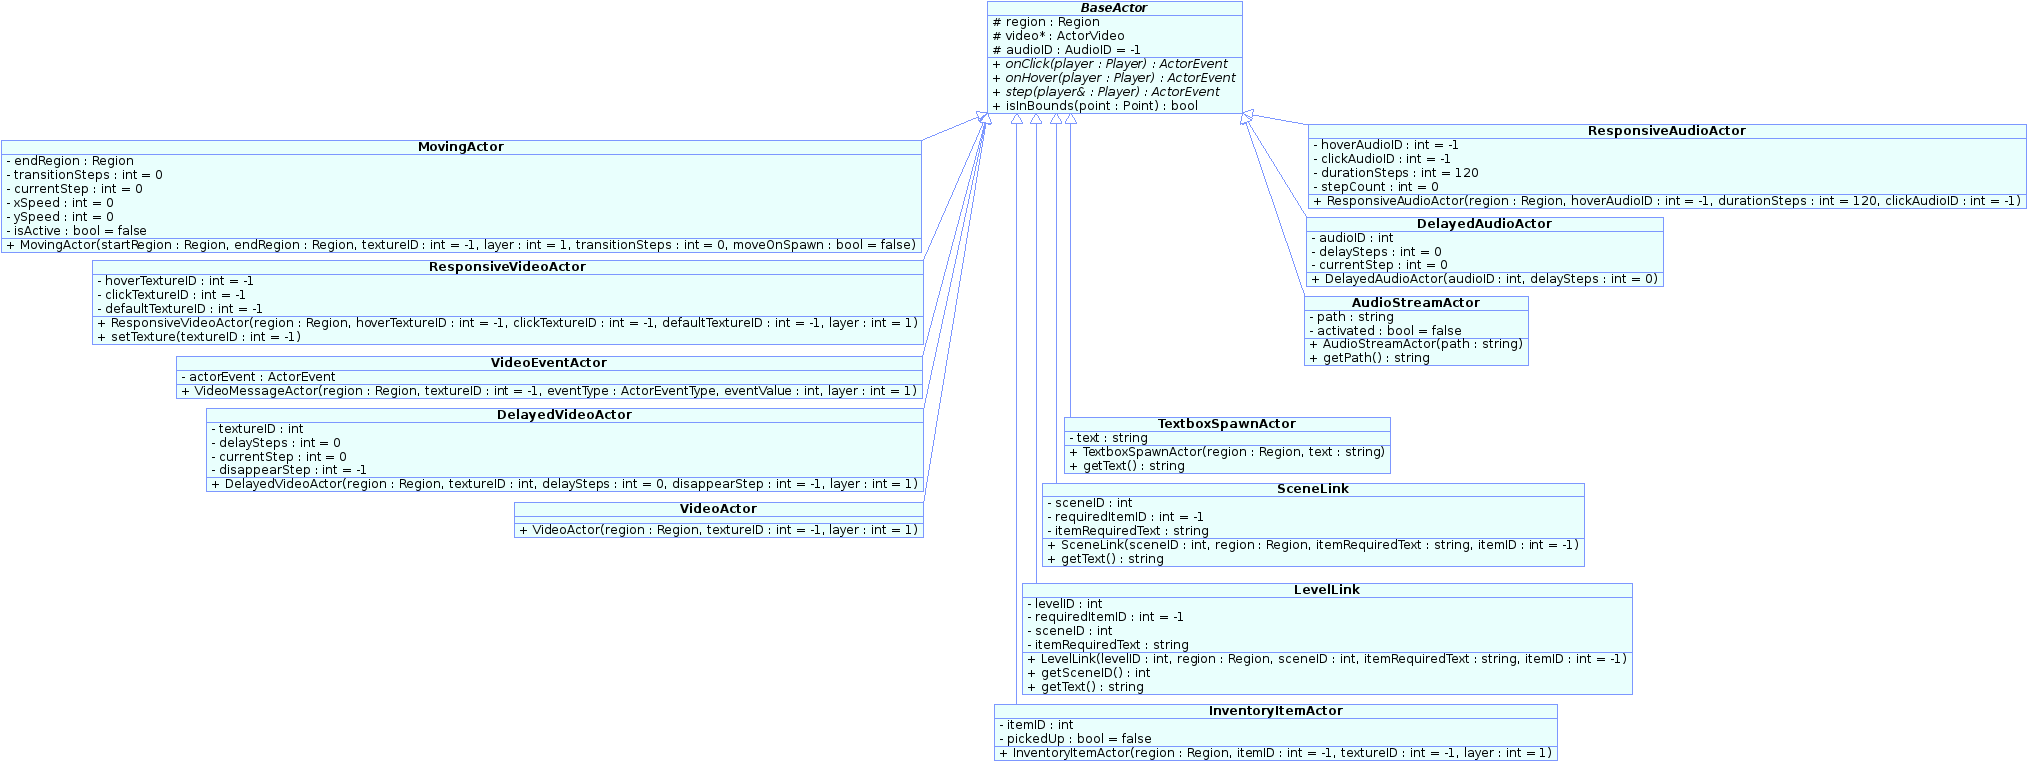 BaseActor
# region : Region
# video* : ActorVideo
# audioID : AudioID = -1
+ onClick(player : Player) : ActorEvent
+ onHover(player : Player) : ActorEvent
+ step(player& : Player) : ActorEvent
+ isInBounds(point : Point) : bool
MovingActor
- endRegion : Region
- transitionSteps : int = 0
- currentStep : int = 0
- xSpeed : int = 0
- ySpeed : int = 0
- isActive : bool = false
+ MovingActor(startRegion : Region, endRegion : Region, textureID : int = -1, layer : int = 1, transitionSteps : int = 0, moveOnSpawn : bool = false)
ResponsiveVideoActor
- hoverTextureID : int = -1
- clickTextureID : int = -1
- defaultTextureID : int = -1
+ ResponsiveVideoActor(region : Region, hoverTextureID : int = -1, clickTextureID : int = -1, defaultTextureID : int = -1, layer : int = 1)
+ setTexture(textureID : int = -1)
VideoEventActor
- actorEvent : ActorEvent
+ VideoMessageActor(region : Region, textureID : int = -1, eventType : ActorEventType, eventValue : int, layer : int = 1)
DelayedVideoActor
- textureID : int
- delaySteps : int = 0
- currentStep : int = 0
- disappearStep : int = -1
+ DelayedVideoActor(region : Region, textureID : int, delaySteps : int = 0, disappearStep : int = -1, layer : int = 1)
VideoActor
+ VideoActor(region : Region, textureID : int = -1, layer : int = 1)
ResponsiveAudioActor
- hoverAudioID : int = -1
- clickAudioID : int = -1
- durationSteps : int = 120
- stepCount : int = 0
+ ResponsiveAudioActor(region : Region, hoverAudioID : int = -1, durationSteps : int = 120, clickAudioID : int = -1)
DelayedAudioActor
- audioID : int
- delaySteps : int = 0
- currentStep : int = 0
+ DelayedAudioActor(audioID : int, delaySteps : int = 0)
AudioStreamActor
- path : string
- activated : bool = false
+ AudioStreamActor(path : string)
+ getPath() : string
TextboxSpawnActor
- text : string
+ TextboxSpawnActor(region : Region, text : string)
+ getText() : string
SceneLink
- sceneID : int
- requiredItemID : int = -1
- itemRequiredText : string
+ SceneLink(sceneID : int, region : Region, itemRequiredText : string, itemID : int = -1)
+ getText() : string
LevelLink
- levelID : int
- requiredItemID : int = -1
- sceneID : int
- itemRequiredText : string
+ LevelLink(levelID : int, region : Region, sceneID : int, itemRequiredText : string, itemID : int = -1)
+ getSceneID() : int
+ getText() : string
InventoryItemActor
- itemID : int
- pickedUp : bool = false
+ InventoryItemActor(region : Region, itemID : int = -1, textureID : int = -1, layer : int = 1)